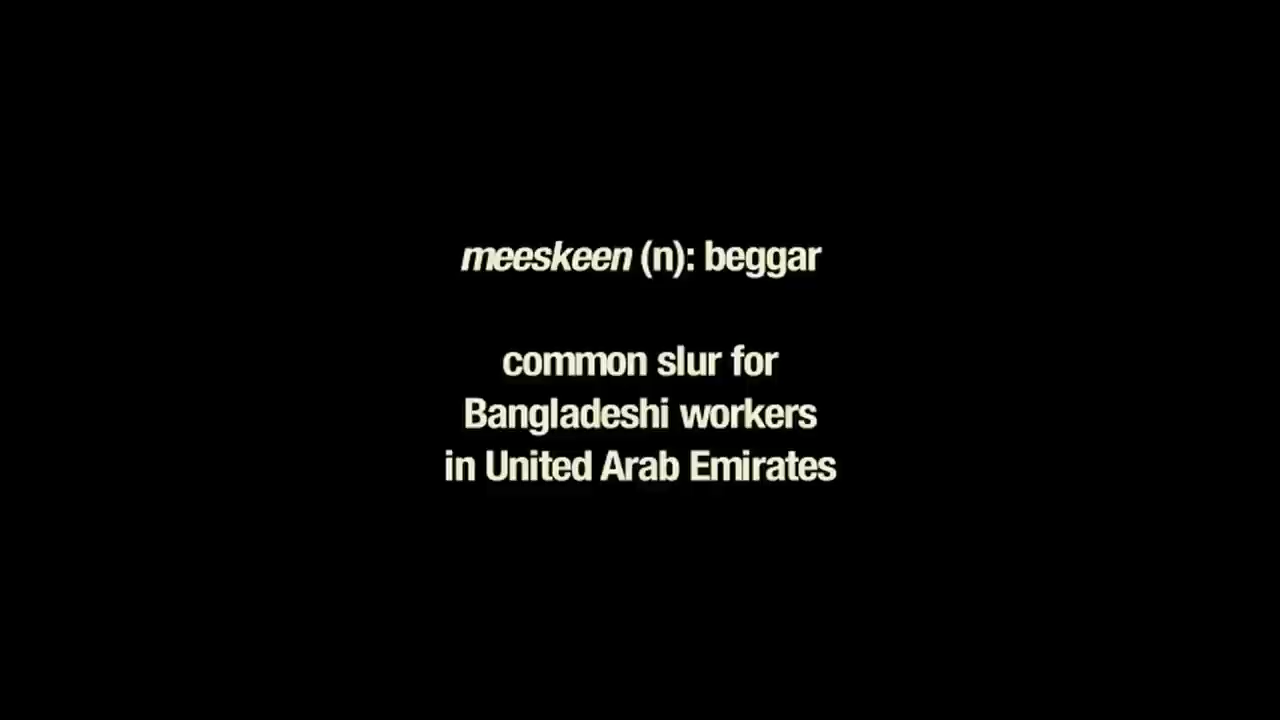 meeskeen (n): beggar
common slur for
Bangladeshi workers
in United Arab Emirates